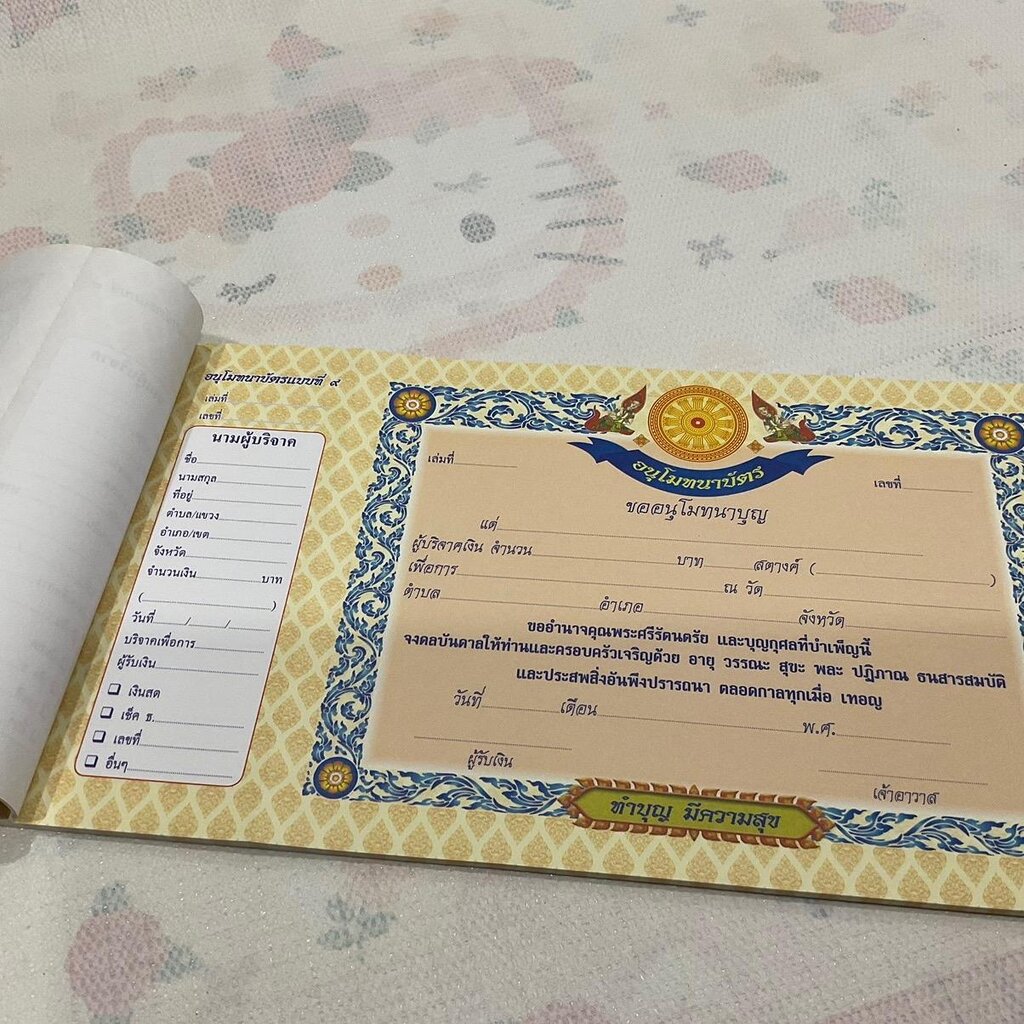 อนุโมทนาบัตรแบบที่ ๙
เล่มที่
เลขที่
นามผู้บริจาค
ชื่อ
นามสกุล
ที่อยู่
ตำบล/แขวง
อำเภอ/เขต
จังหวัด
จำนวนเงิน บาท
( )
วันที่ / /
บริจาคเพื่อการ
ผู้รับเงิน
❏ เงินสด
❏ เช็ค ธ.
❏ เลขที่
❏ อื่นๆ
อนุโมทนาบัตร
เล่มที่ เลขที่
ขออนุโมทนาบุญ
แด่
ผู้บริจาคเงิน จำนวน บาท สตางค์ ( )
เพื่อการ ณ วัด
ตำบล อำเภอ จังหวัด
ขออำนาจคุณพระศรีรัตนตรัย และบุญกุศลที่บำเพ็ญนี้
จงดลบันดาลให้ท่านและครอบครัวเจริญด้วย อายุ วรรณะ สุขะ พละ ปฏิภาณ ธนสารสมบัติ
และประสพสิ่งอันพึงปรารถนา ตลอดกาลทุกเมื่อ เทอญ
วันที่ เดือน พ.ศ.
ผู้รับเงิน เจ้าอาวาส
ทำบุญ มีความสุข